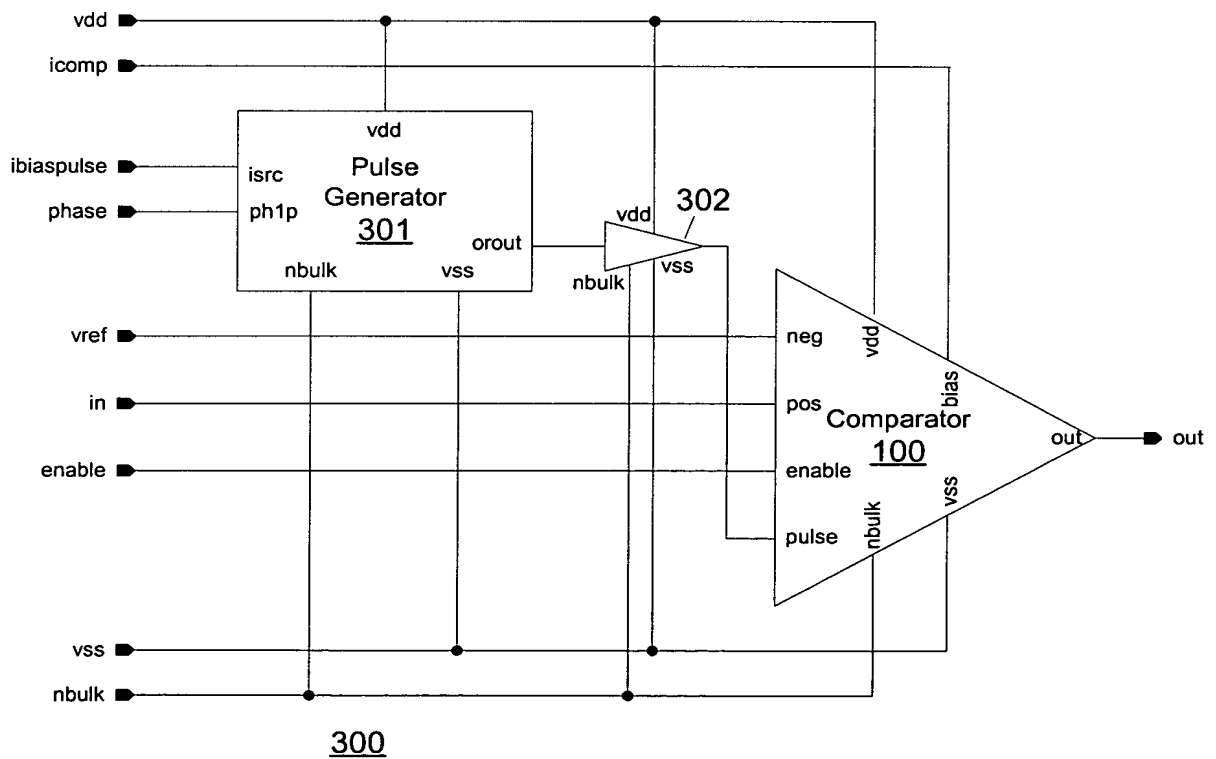 vdd
icomp
vdd
ibiaspulse
isrc
Pulse
Generator
301
phase
ph1p
orout
nbulk
vss
302
vdd
vss
nbulk
vref
neg
vdd
in
pos
bias
Comparator
100
out
out
enable
enable
vss
pulse
nbulk
vss
nbulk
300